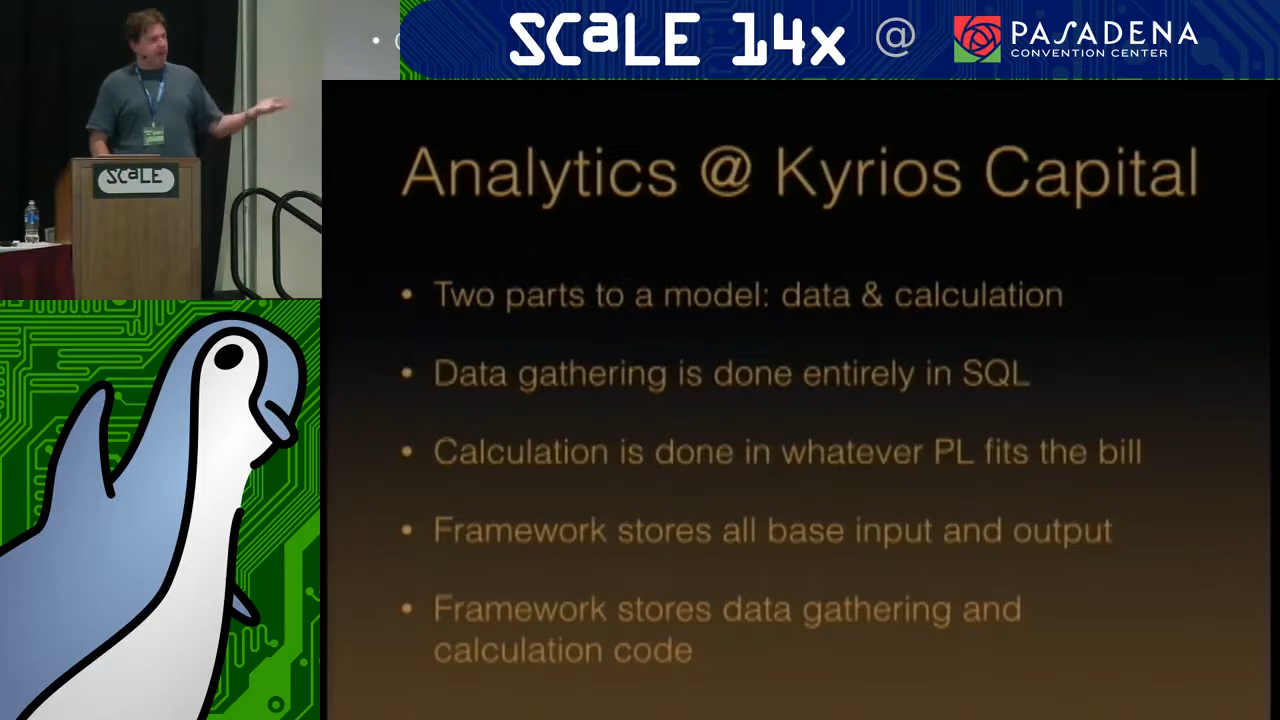 SCALE 14x @ PASADENA
CONVENTION CENTER
SCALE
Analytics @ Kyrios Capital
• Two parts to a model: data & calculation
• Data gathering is done entirely in SQL
• Calculation is done in whatever PL fits the bill
• Framework stores all base input and output
• Framework stores data gathering and
calculation code